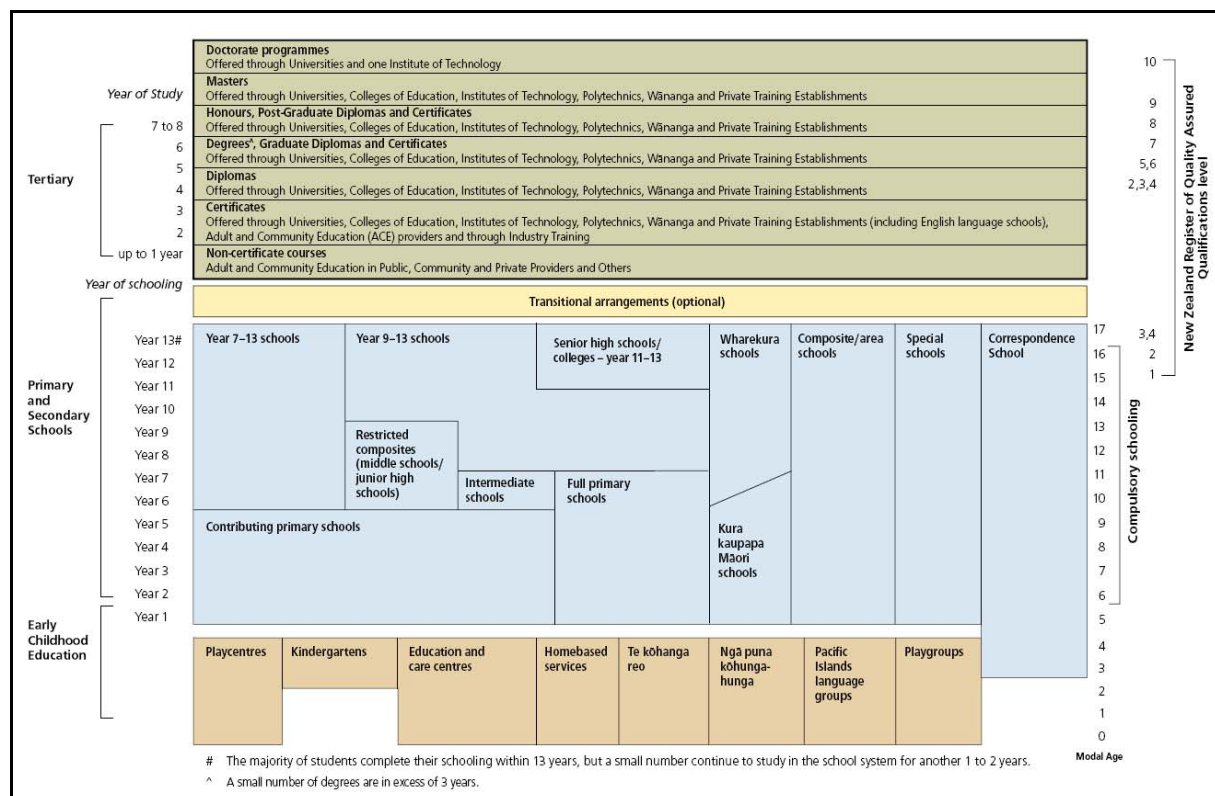 Doctorate programmes
Offered through Universities and one Institute of Technology
10
Year of Study
Masters
Offered through Universities, Colleges of Education, Institutes of Technology, Polytechnics, Wānanga and Private Training Establishments
9
7 to 8
Honours, Post-Graduate Diplomas and Certificates
Offered through Universities, Colleges of Education, Institutes of Technology, Polytechnics, Wānanga and Private Training Establishments
8
6
Degrees^, Graduate Diplomas and Certificates
Offered through Universities, Colleges of Education, Institutes of Technology, Polytechnics, Wānanga and Private Training Establishments
7
5,6
Tertiary
5
4
Diplomas
Offered through Universities, Colleges of Education, Institutes of Technology, Polytechnics, Wānanga and Private Training Establishments
2,3,4
3
2
Certificates
Offered through Universities, Colleges of Education, Institutes of Technology, Polytechnics, Wānanga and Private Training Establishments (including English language schools),
Adult and Community Education (ACE) providers and through Industry Training
up to 1 year
Non-certificate courses
Adult and Community Education in Public, Community and Private Providers and Others
New Zealand Register of Quality Assured
Qualifications level
Year of schooling
Transitional arrangements (optional)
Primary
and
Secondary
Schools
Year 13#
Year 12
Year 11
Year 10
Year 9
Year 8
Year 7
Year 6
Year 5
Year 4
Year 3
Year 2
Year 1
Year 7–13 schools
Year 9–13 schools
Senior high schools/
colleges – year 11–13
Wharekura
schools
Composite/area
schools
Special
schools
Correspondence
School
Restricted
composites
(middle schools/
junior high
schools)
Intermediate
schools
Full primary
schools
Contributing primary schools
Kura
kaupapa
Māori
schools
17
16
15
14
13
12
11
10
9
8
7
6
5
4
3
2
1
0
Modal Age
3,4
2
1
Compulsory schooling
Early
Childhood
Education
Playcentres
Kindergartens
Education and
care centres
Homebased
services
Te kōhanga
reo
Ngā puna
kōhunga-
hunga
Pacific
Islands
language
groups
Playgroups
# The majority of students complete their schooling within 13 years, but a small number continue to study in the school system for another 1 to 2 years.
^ A small number of degrees are in excess of 3 years.